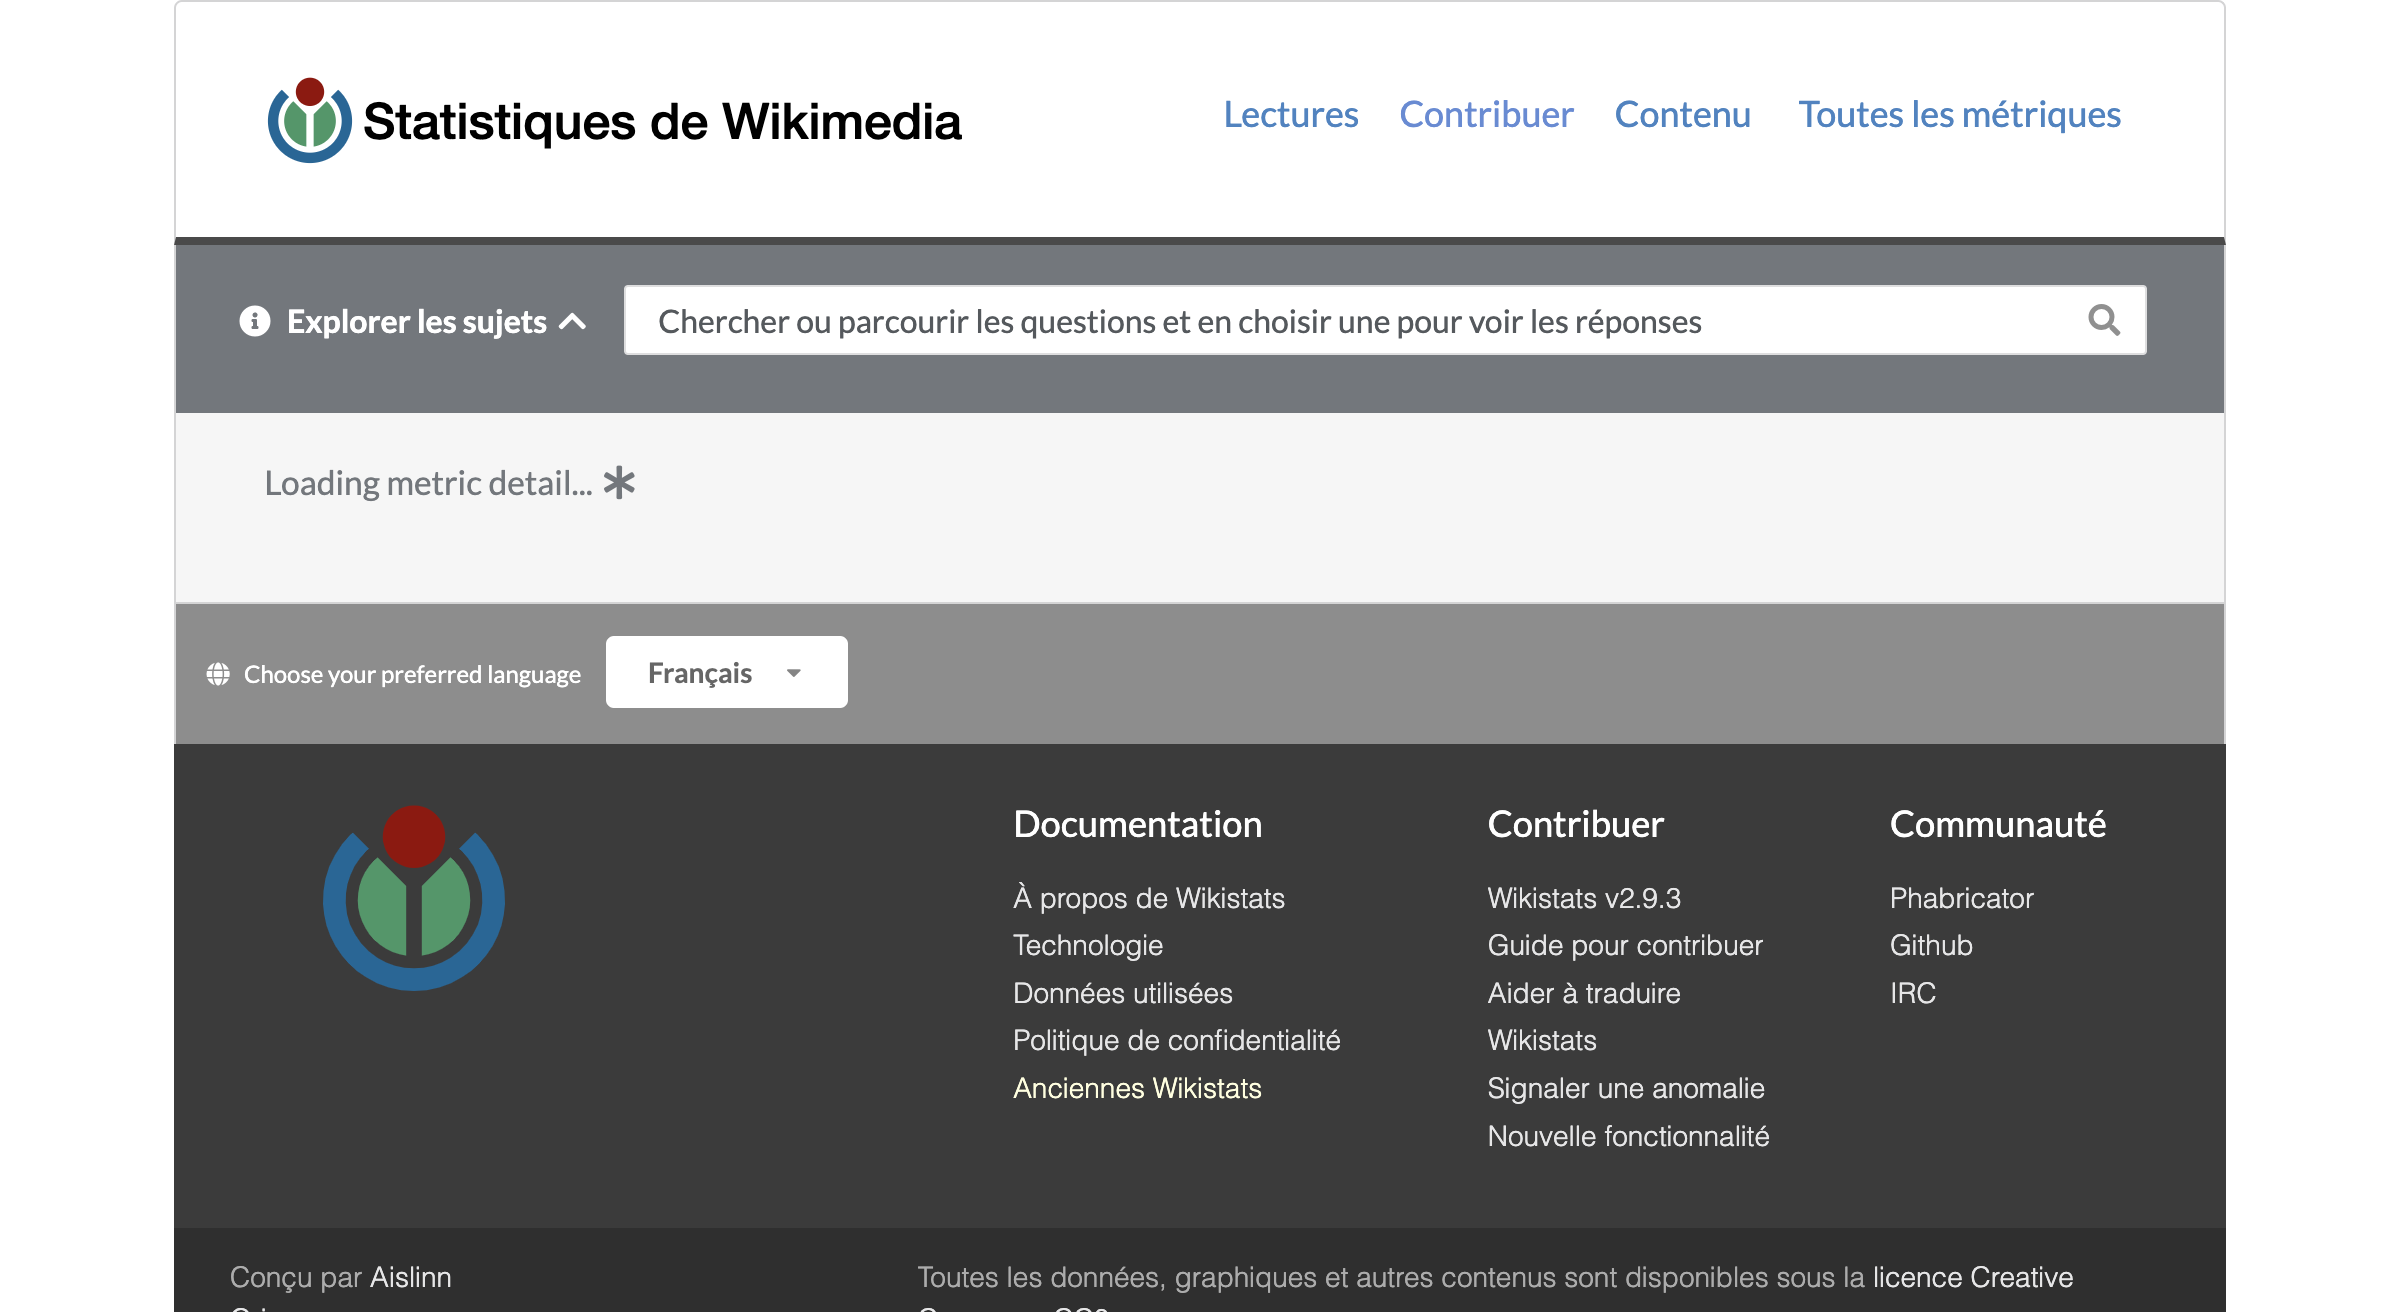 Statistiques de Wikimedia
Lectures Contribuer Contenu Toutes les métriques
Explorer les sujets
Chercher ou parcourir les questions et en choisir une pour voir les réponses
Loading metric detail...
Choose your preferred language
Français
Documentation
À propos de Wikistats
Technologie
Données utilisées
Politique de confidentialité
Anciennes Wikistats
Contribuer
Wikistats v2.9.3
Guide pour contribuer
Aider à traduire
Wikistats
Signaler une anomalie
Nouvelle fonctionnalité
Communauté
Phabricator
Github
IRC
Conçu par Aislinn
Toutes les données, graphiques et autres contenus sont disponibles sous la licence Creative